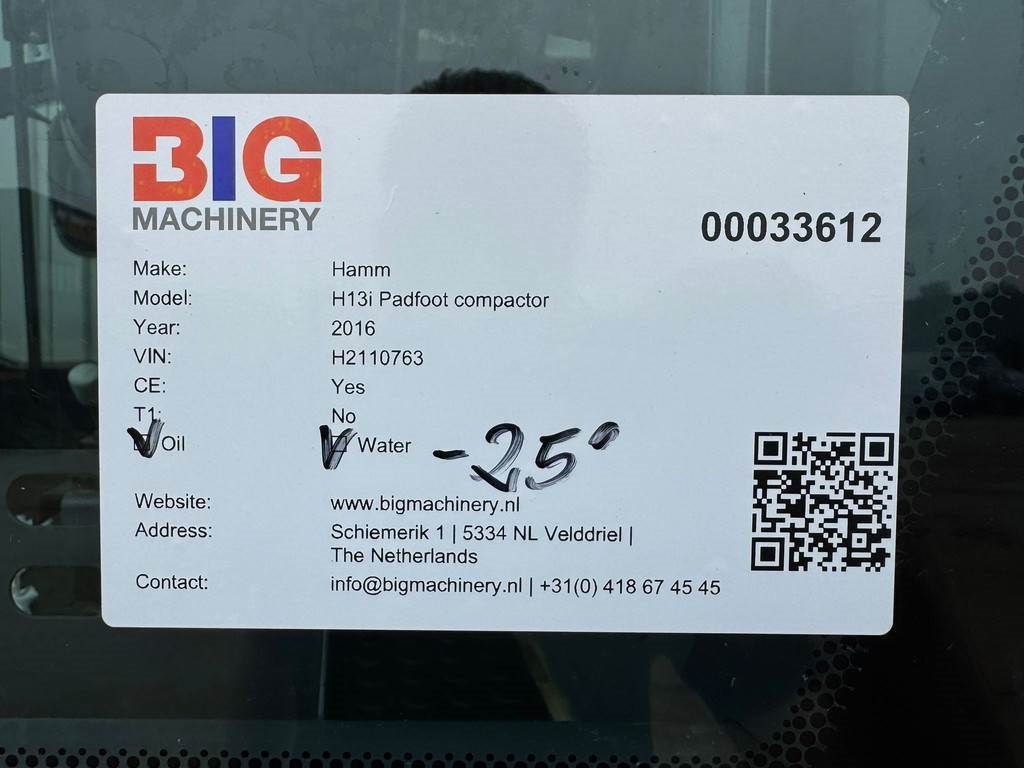 BIG
MACHINERY
00033612
Make: Hamm
Model: H13i Padfoot compactor
Year: 2016
VIN: H2110763
CE: Yes
T1: No
Oil Water -25°
Website: www.bigmachinery.nl
Address: Schiemerik 1 | 5334 NL Velddriel |
The Netherlands
Contact: info@bigmachinery.nl | +31(0) 418 67 45 45